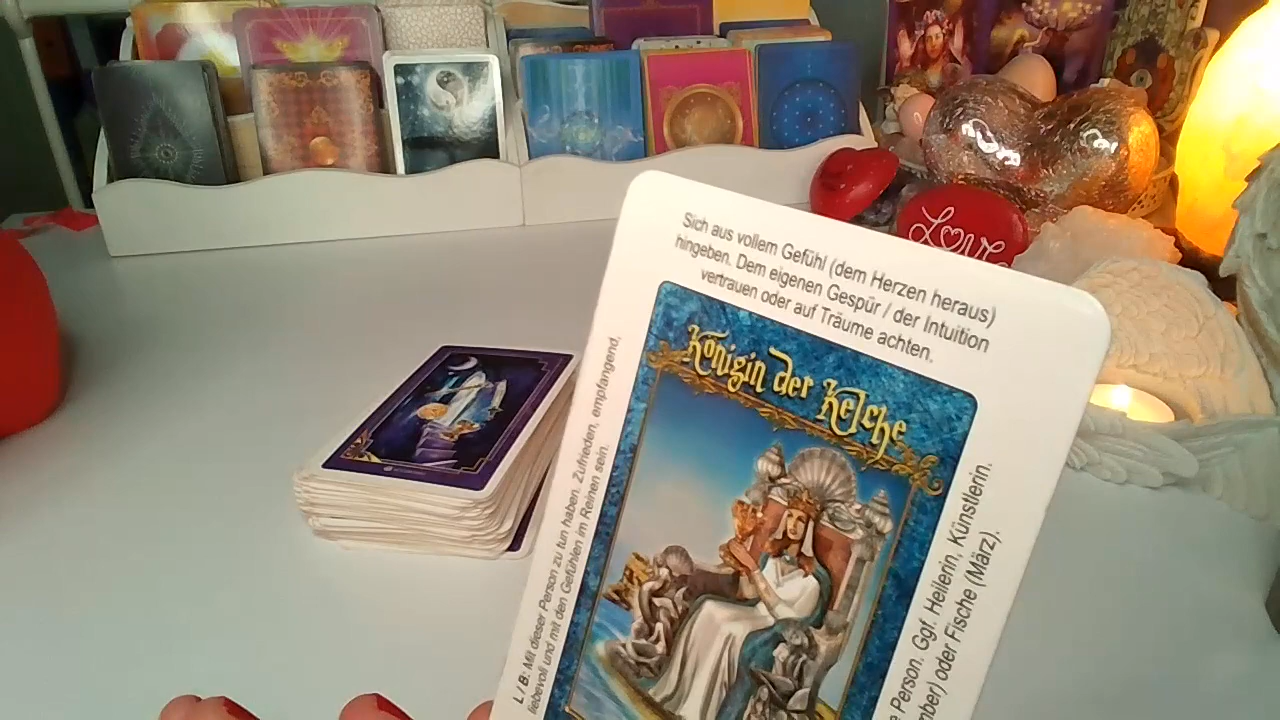 Sich aus vollem Gefühl (dem Herzen heraus)
hingeben. Dem eigenen Gespür / der Intuition
vertrauen oder auf Träume achten.
Königin der Kelche
L / B: Mit dieser Person zu tun haben. Zufrieden, empfangend,
liebevoll und mit den Gefühlen im Reinen sein.
Person. Ggf. Heilerin, Künstlerin.
oder Fische (März).
Love